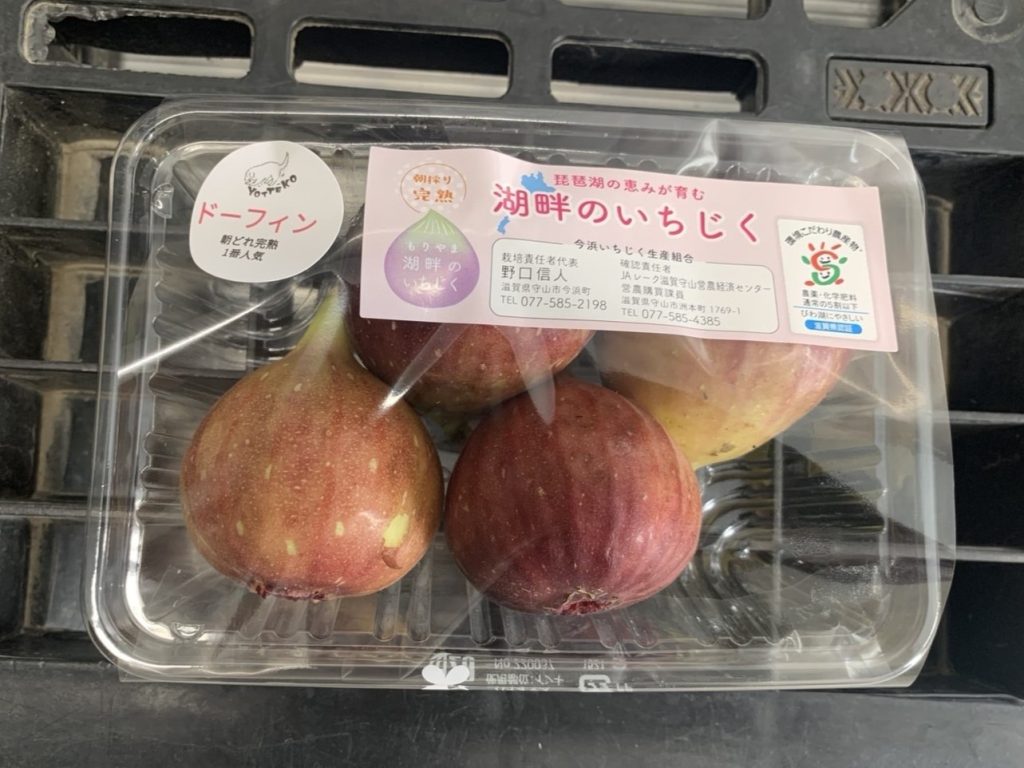 YOTTEKO
ドーフィン
朝どれ完熟
1番人気
朝採り
完熟
もりやま
湖畔の
いちじく
琵琶湖の恵みが育む
湖畔のいちじく
今浜いちじく生産組合
栽培責任者代表
野口信人
滋賀県守山市今浜町
TEL 077-585-2198
確認責任者
JAレーク滋賀守山営農経済センター
営農購買課員
滋賀県守山市洲本町 1769-1
TEL 077-585-4385
環境こだわり農産物
農薬・化学肥料
通常の5割以下
びわ湖にやさしい
滋賀県認証